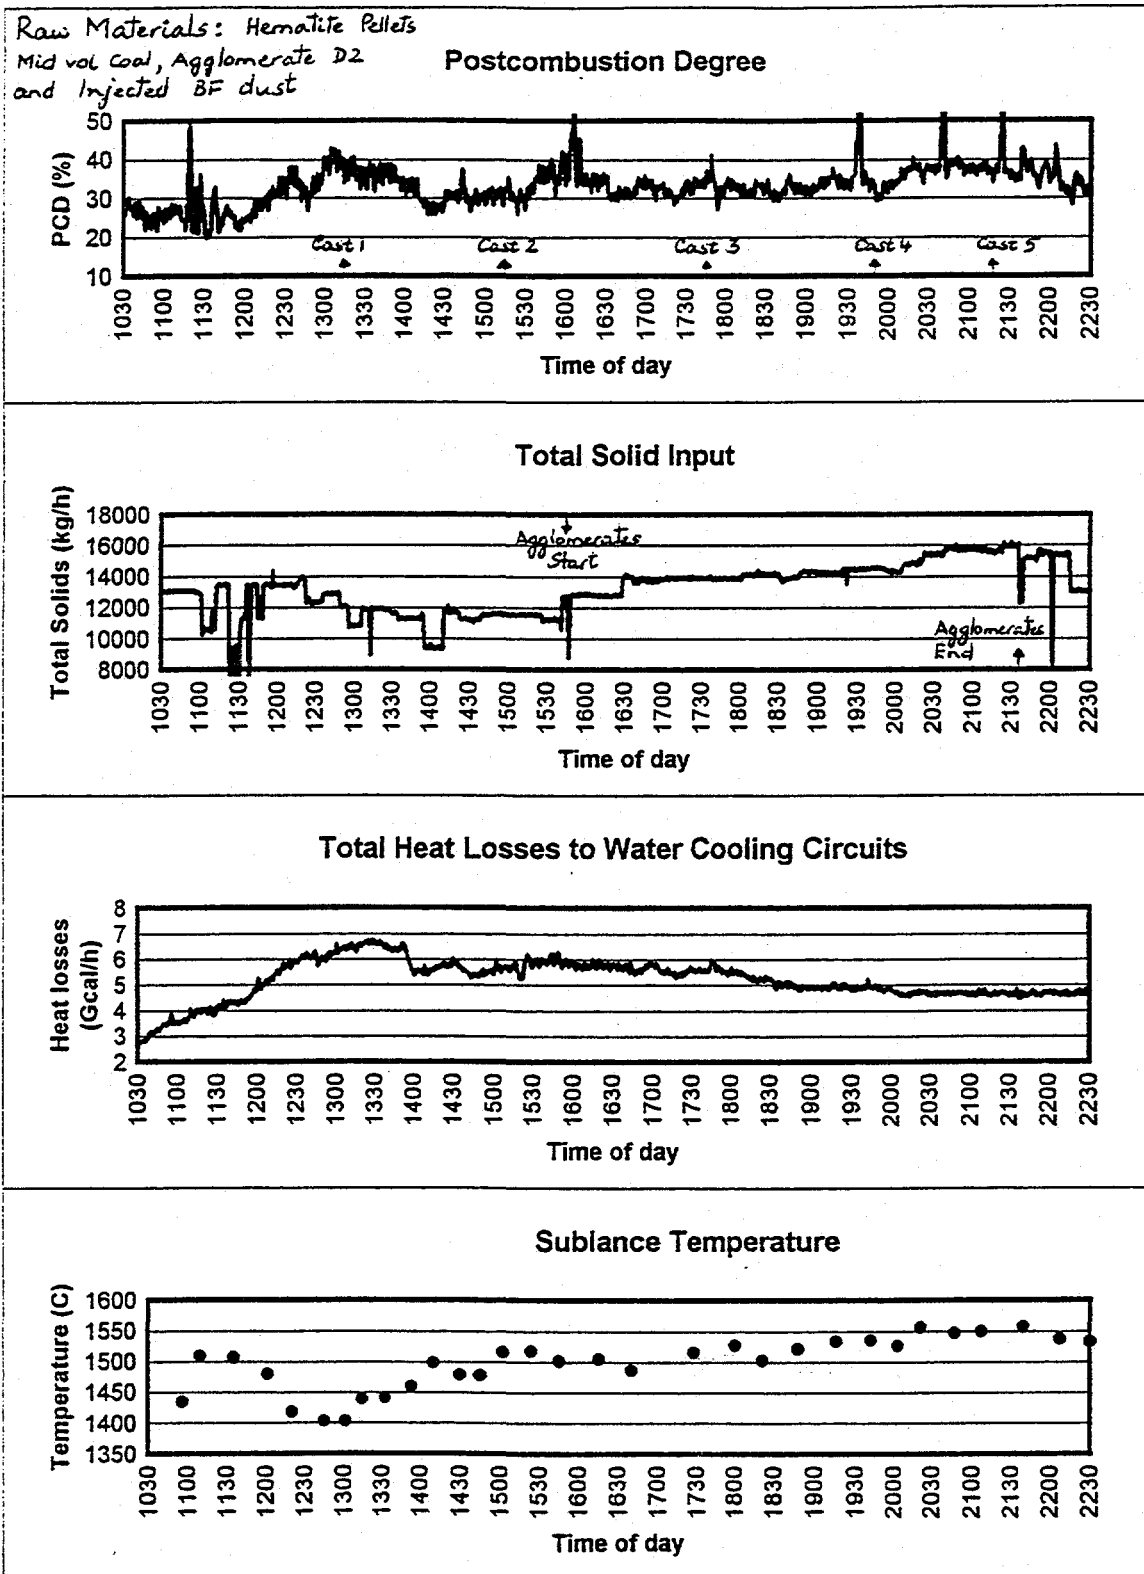 Raw Materials: Hematite Pellets
Mid vol Coal, Agglomerate D2
and Injected BF dust
Postcombustion Degree
PCD (%)
50
40
30
20
10
Cast 1
Cast 2
Cast 3
Cast 4
Cast 5
1030 1100 1130 1200 1230 1300 1330 1400 1430 1500 1530 1600 1630 1700 1730 1800 1830 1900 1930 2000 2030 2100 2130 2200 2230
Time of day
Total Solid Input
Total Solids (kg/h)
18000
16000
14000
12000
10000
8000
Agglomerates
Start
Agglomerates
End
1030 1100 1130 1200 1230 1300 1330 1400 1430 1500 1530 1600 1630 1700 1730 1800 1830 1900 1930 2000 2030 2100 2130 2200 2230
Time of day
Total Heat Losses to Water Cooling Circuits
Heat losses
(Gcal/h)
8
7
6
5
4
3
2
1030 1100 1130 1200 1230 1300 1330 1400 1430 1500 1530 1600 1630 1700 1730 1800 1830 1900 1930 2000 2030 2100 2130 2200 2230
Time of day
Sublance Temperature
Temperature (C)
1600
1550
1500
1450
1400
1350
1030 1100 1130 1200 1230 1300 1330 1400 1430 1500 1530 1600 1630 1700 1730 1800 1830 1900 1930 2000 2030 2100 2130 2200 2230
Time of day